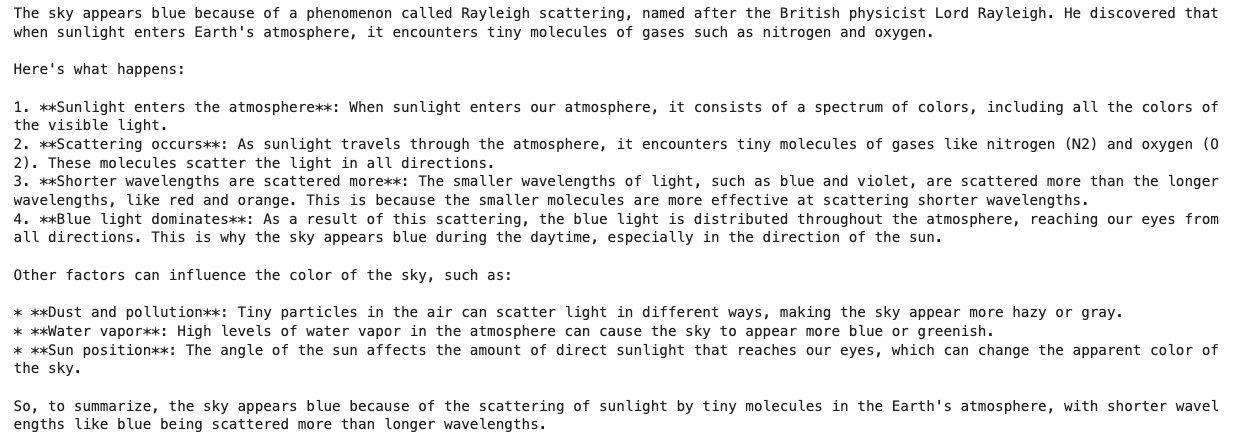 The sky appears blue because of a phenomenon called Rayleigh scattering, named after the British physicist Lord Rayleigh. He discovered that
when sunlight enters Earth's atmosphere, it encounters tiny molecules of gases such as nitrogen and oxygen.

Here's what happens:

1. **Sunlight enters the atmosphere**: When sunlight enters our atmosphere, it consists of a spectrum of colors, including all the colors of
the visible light.
2. **Scattering occurs**: As sunlight travels through the atmosphere, it encounters tiny molecules of gases like nitrogen (N2) and oxygen (O
2). These molecules scatter the light in all directions.
3. **Shorter wavelengths are scattered more**: The smaller wavelengths of light, such as blue and violet, are scattered more than the longer
wavelengths, like red and orange. This is because the smaller molecules are more effective at scattering shorter wavelengths.
4. **Blue light dominates**: As a result of this scattering, the blue light is distributed throughout the atmosphere, reaching our eyes from
all directions. This is why the sky appears blue during the daytime, especially in the direction of the sun.

Other factors can influence the color of the sky, such as:

* **Dust and pollution**: Tiny particles in the air can scatter light in different ways, making the sky appear more hazy or gray.
* **Water vapor**: High levels of water vapor in the atmosphere can cause the sky to appear more blue or greenish.
* **Sun position**: The angle of the sun affects the amount of direct sunlight that reaches our eyes, which can change the apparent color of
the sky.

So, to summarize, the sky appears blue because of the scattering of sunlight by tiny molecules in the Earth's atmosphere, with shorter wavel
engths like blue being scattered more than longer wavelengths.